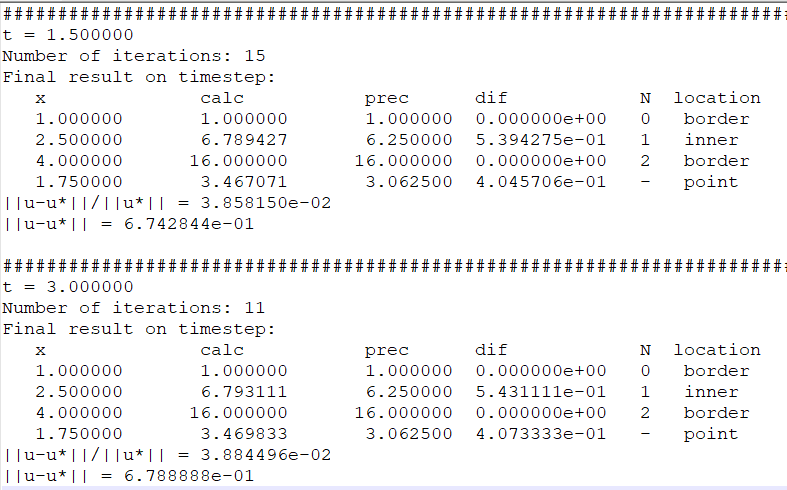 ########################################################################
t = 1.500000
Number of iterations: 15
Final result on timestep:
   x              calc           prec      dif            N  location
   1.000000       1.000000       1.000000  0.000000e+00   0   border
   2.500000       6.789427       6.250000  5.394275e-01   1   inner
   4.000000      16.000000      16.000000  0.000000e+00   2   border
   1.750000       3.467071       3.062500  4.045706e-01   -   point
||u-u*||/||u*|| = 3.858150e-02
||u-u*|| = 6.742844e-01
########################################################################
t = 3.000000
Number of iterations: 11
Final result on timestep:
   x              calc           prec      dif            N  location
   1.000000       1.000000       1.000000  0.000000e+00   0   border
   2.500000       6.793111       6.250000  5.431111e-01   1   inner
   4.000000      16.000000      16.000000  0.000000e+00   2   border
   1.750000       3.469833       3.062500  4.073333e-01   -   point
||u-u*||/||u*|| = 3.884496e-02
||u-u*|| = 6.788888e-01